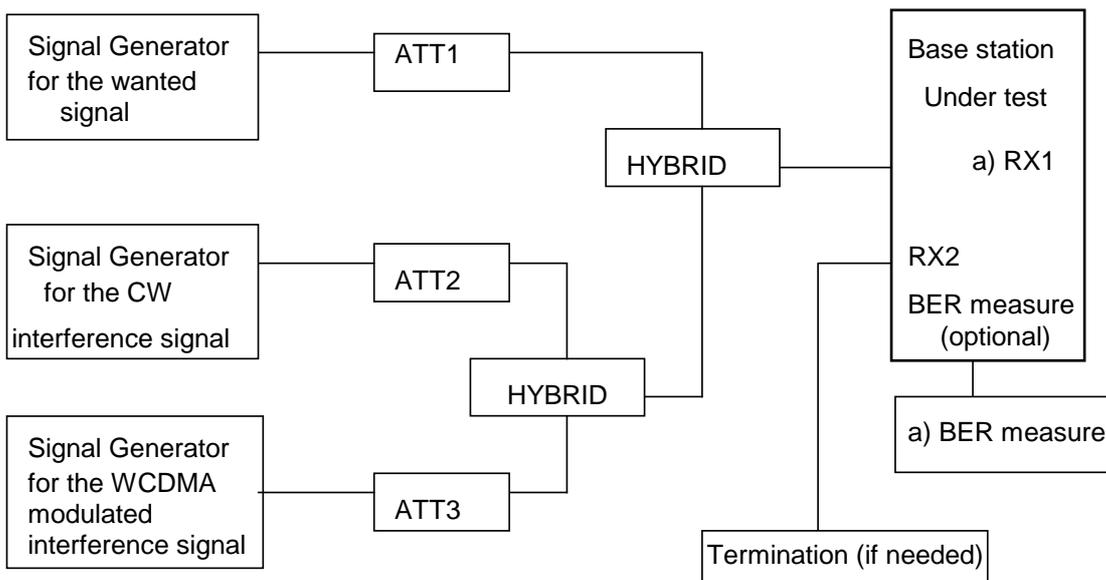 Signal Generator
for the wanted
signal
ATT1
HYBRID
Base station
Under test
a) RX1
RX2
BER measure
(optional)
Signal Generator
for the CW
interference signal
ATT2
HYBRID
a) BER measure
Signal Generator
for the WCDMA
modulated
interference signal
ATT3
Termination (if needed)